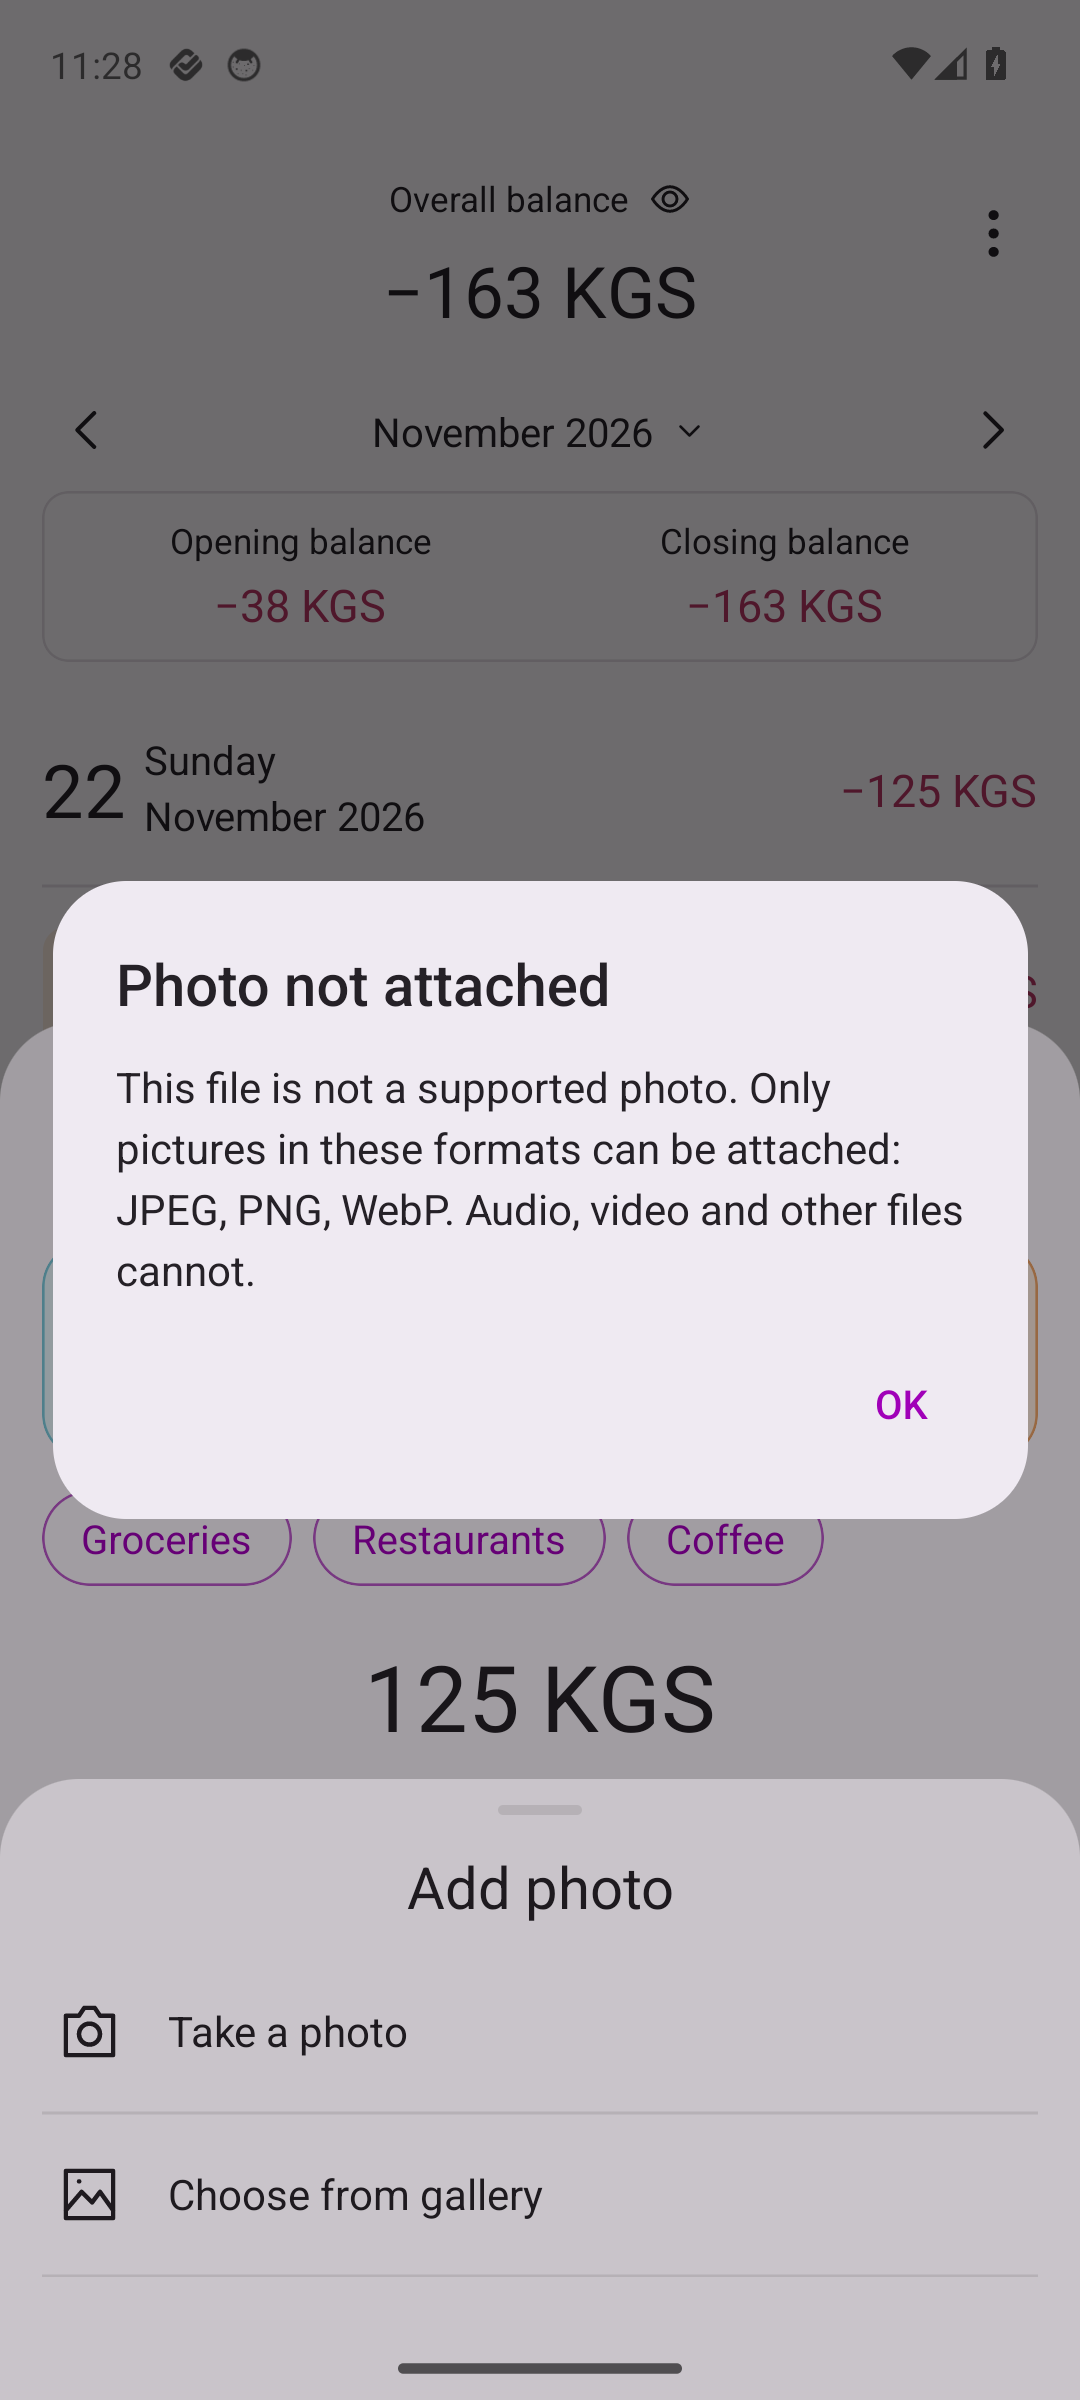 11:28
Overall balance
−163 KGS
November 2026
Opening balance
Closing balance
−38 KGS
−163 KGS
22
Sunday
November 2026
−125 KGS
Photo not attached
This file is not a supported photo. Only
pictures in these formats can be attached:
JPEG, PNG, WebP. Audio, video and other files
cannot.
OK
Groceries
Restaurants
Coffee
125 KGS
Add photo
Take a photo
Choose from gallery